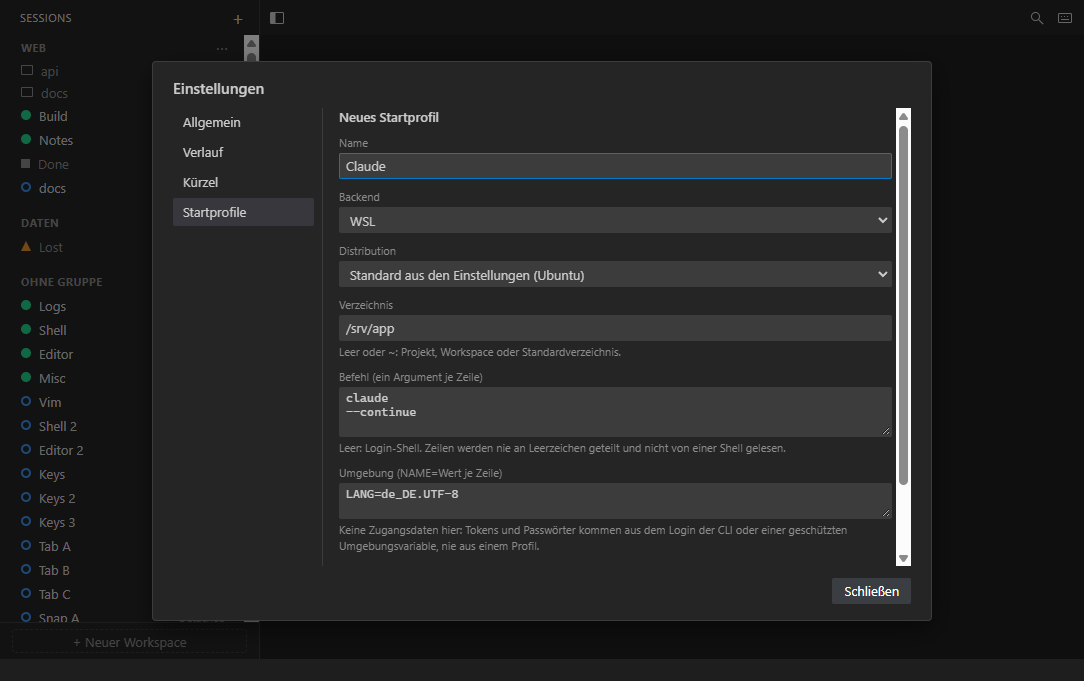 SESSIONS
+
WEB
...
api
docs
Build
Notes
Done
docs
DATEN
Lost
OHNE GRUPPE
Logs
Shell
Editor
Misc
Vim
Shell 2
Editor 2
Keys
Keys 2
Keys 3
Tab A
Tab B
Tab C
Snap A
+ Neuer Workspace
Einstellungen
Allgemein
Verlauf
Kürzel
Startprofile
Neues Startprofil
Name
Claude
Backend
WSL
Distribution
Standard aus den Einstellungen (Ubuntu)
Verzeichnis
/srv/app
Leer oder ~: Projekt, Workspace oder Standardverzeichnis.
Befehl (ein Argument je Zeile)
claude
--continue
Leer: Login-Shell. Zeilen werden nie an Leerzeichen geteilt und nicht von einer Shell gelesen.
Umgebung (NAME=Wert je Zeile)
LANG=de_DE.UTF-8
Keine Zugangsdaten hier: Tokens und Passwörter kommen aus dem Login der CLI oder einer geschützten
Umgebungsvariable, nie aus einem Profil.
Schließen